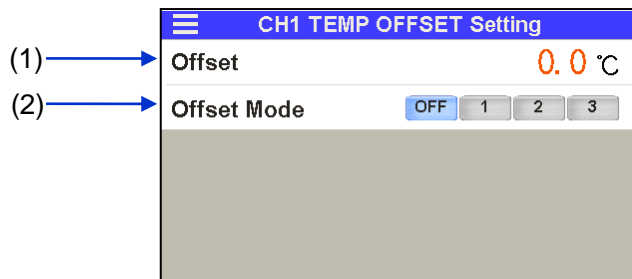 CH1 TEMP OFFSET Setting
(1) Offset 0.0 ℃
(2) Offset Mode OFF 1 2 3